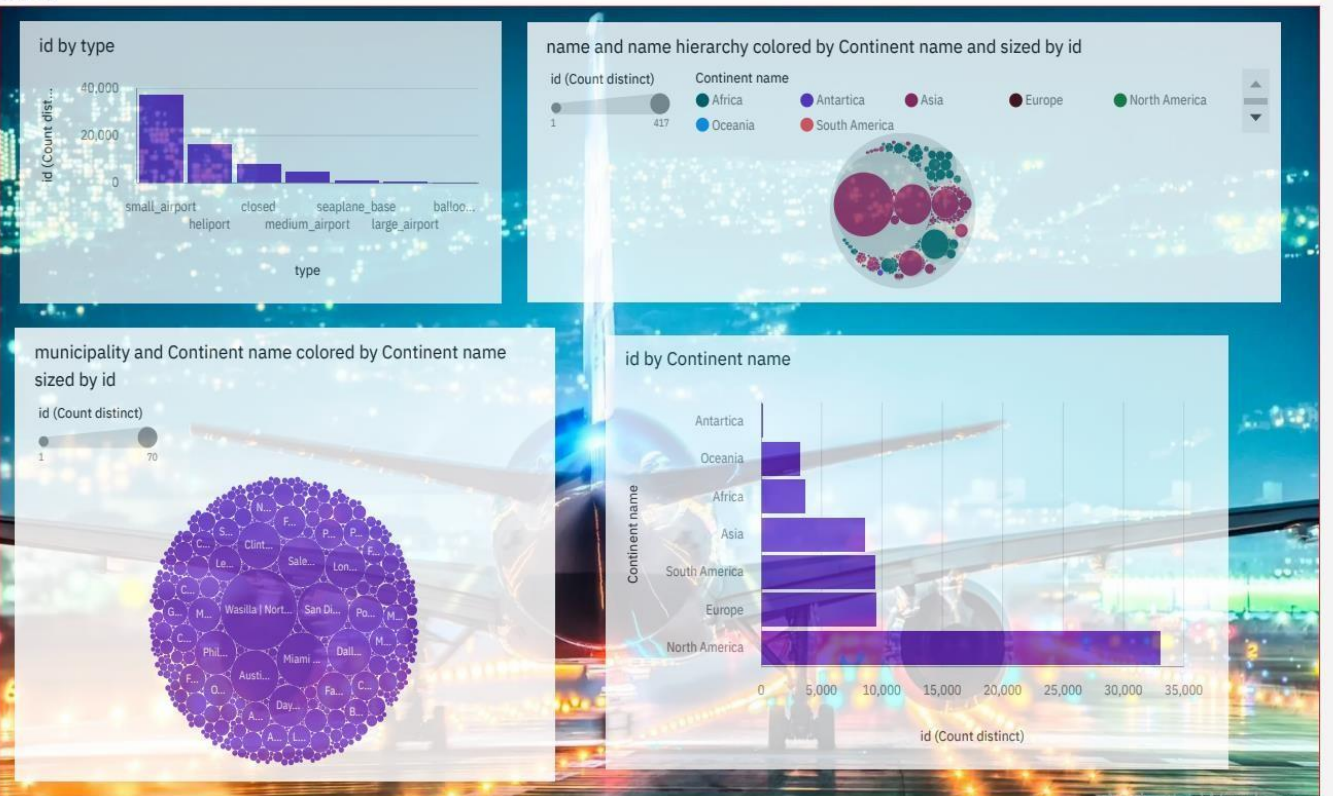 id by type
id (Count dist...
40,000
20,000
0
small_airport
heliport
closed
medium_airport
seaplane_base
large_airport
balloo...
type
name and name hierarchy colored by Continent name and sized by id
id (Count distinct)
1
417
Continent name
Africa
Antartica
Asia
Europe
North America
Oceania
South America
municipality and Continent name colored by Continent name
sized by id
id (Count distinct)
1
70
N...
F...
S...
P...
P...
C...
Clint...
F...
Le...
Sale...
Lon...
C...
G...
M...
Wasilla | Nort...
San Di...
Po...
M...
C...
M...
Phil...
Miami ...
Dall...
F...
Austi...
O...
Fa...
C...
Day...
A...
B...
A...
L...
id by Continent name
Continent name
Antartica
Oceania
Africa
Asia
South America
Europe
North America
0
5,000
10,000
15,000
20,000
25,000
30,000
35,000
id (Count distinct)
2